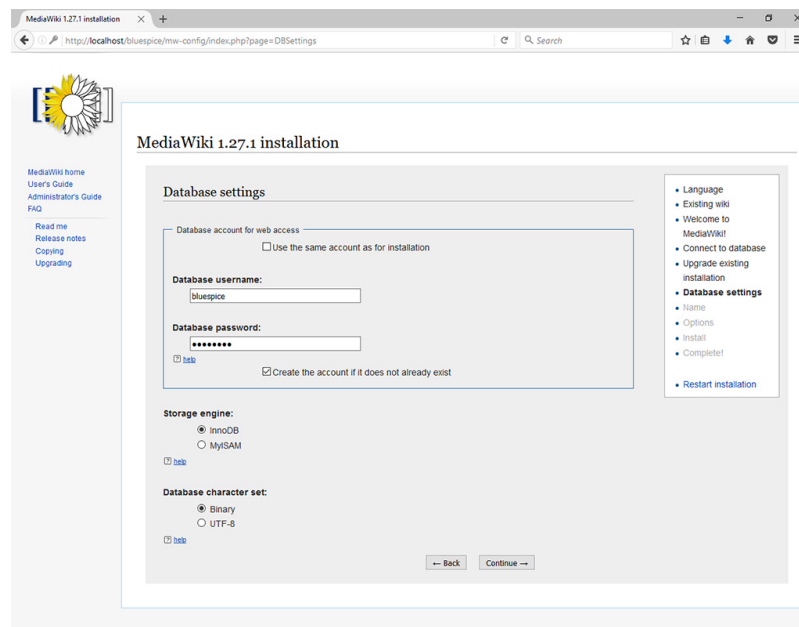 MediaWiki 1.27.1 installation
http://localhost/bluespice/mw-config/index.php?page=DBSettings
Search
MediaWiki 1.27.1 installation
MediaWiki home
User's Guide
Administrator's Guide
FAQ
Read me
Release notes
Copying
Upgrading
Database settings
Database account for web access
Use the same account as for installation
Database username:
bluespice
Database password:
••••••••
? help
Create the account if it does not already exist
Storage engine:
InnoDB
MyISAM
? help
Database character set:
Binary
UTF-8
? help
← Back
Continue →
Language
Existing wiki
Welcome to
MediaWiki!
Connect to database
Upgrade existing
installation
Database settings
Name
Options
Install
Complete!
Restart installation